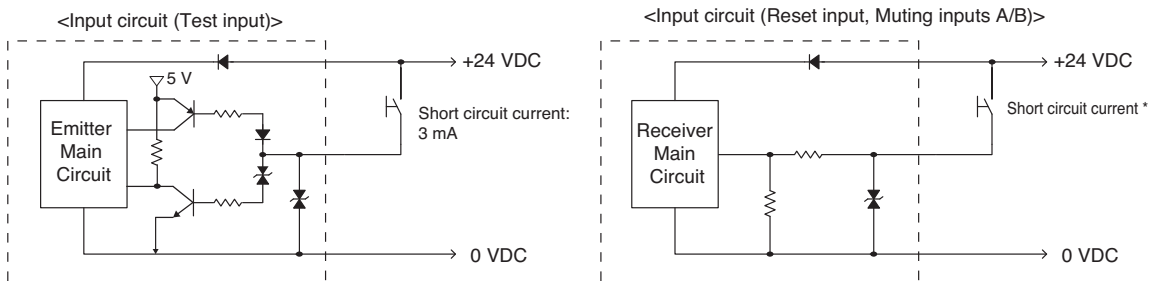 <Input circuit (Test input)>
+24 VDC
5 V
Emitter
Main
Circuit
Short circuit current:
3 mA
0 VDC
<Input circuit (Reset input, Muting inputs A/B)>
+24 VDC
Receiver
Main
Circuit
Short circuit current *
0 VDC